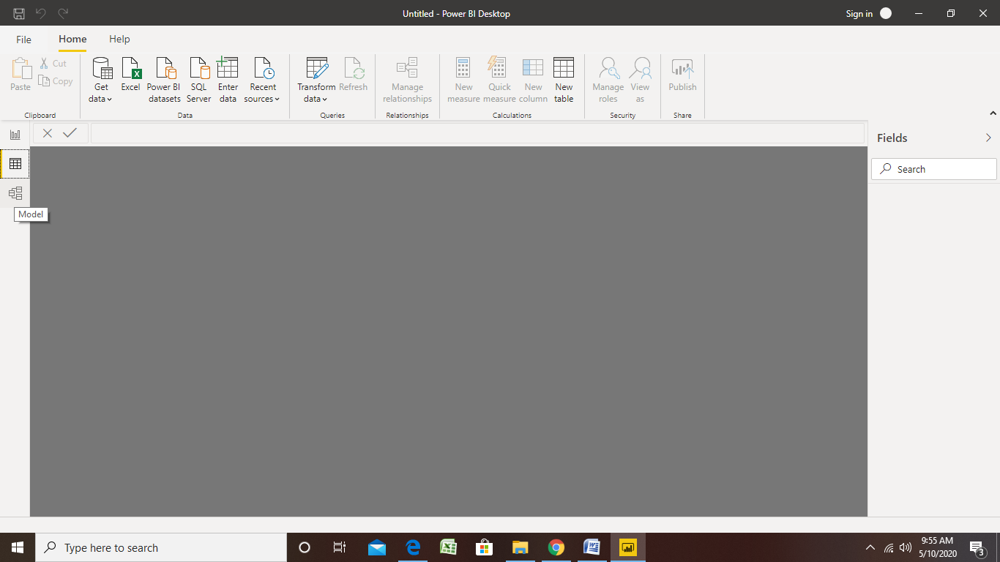 Untitled - Power BI Desktop
Sign in
File
Home
Help
Paste
Cut
Copy
Clipboard
Get data
Excel
Power BI datasets
SQL Server
Enter data
Recent sources
Data
Transform data
Refresh
Queries
Manage relationships
Relationships
New measure
Quick measure
New column
New table
Calculations
Manage roles
View as
Security
Publish
Share
Fields
Search
Model
Type here to search
9:55 AM
5/10/2020
3